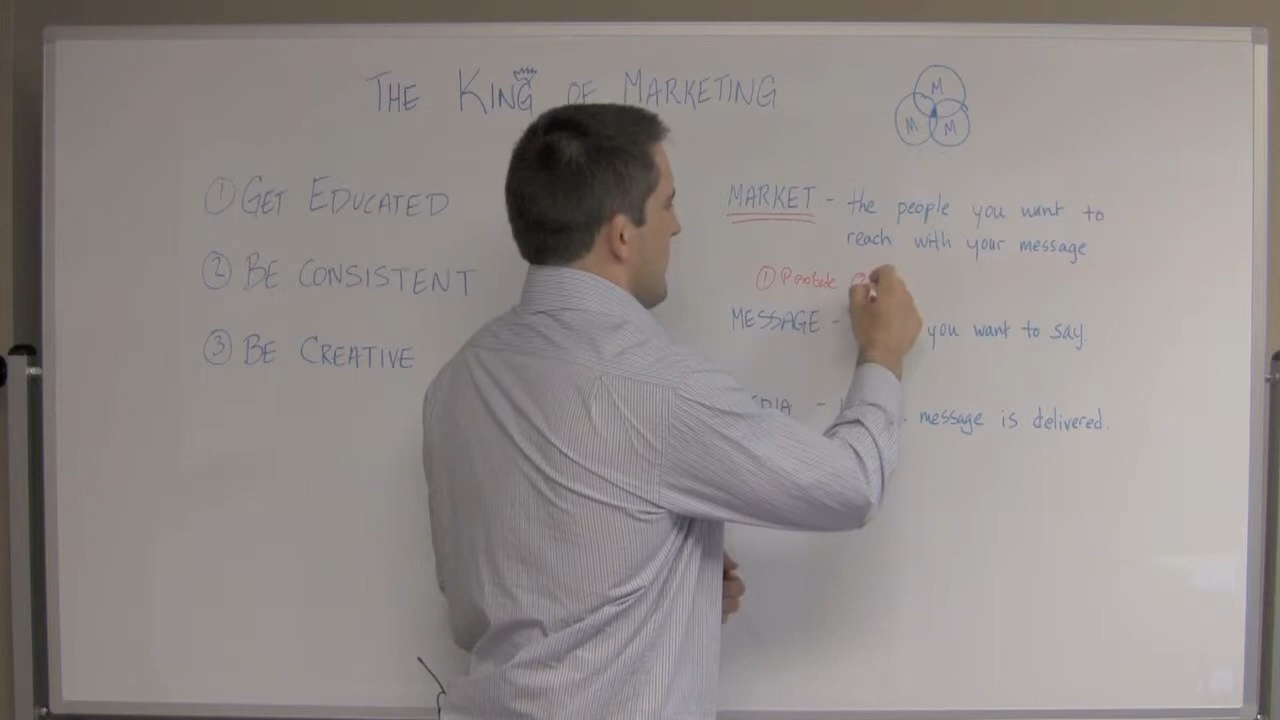 THE KING OF MARKETING
M
M M
① GET EDUCATED
② BE CONSISTENT
③ BE CREATIVE
MARKET - the people you want to
reach with your message
① Probate
MESSAGE - you want to say.
- message is delivered.